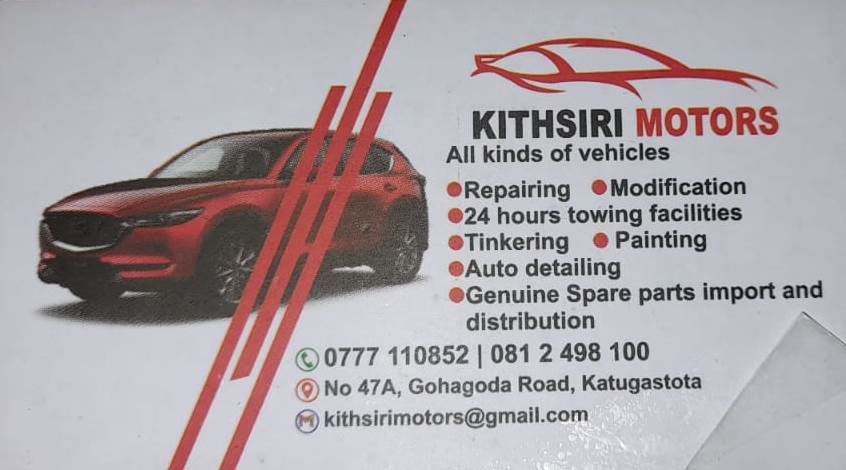 KITHSIRI MOTORS
All kinds of vehicles
Repairing Modification
24 hours towing facilities
Tinkering Painting
Auto detailing
Genuine Spare parts import and
distribution
0777 110852 | 081 2 498 100
No 47A, Gohagoda Road, Katugastota
kithsirimotors@gmail.com